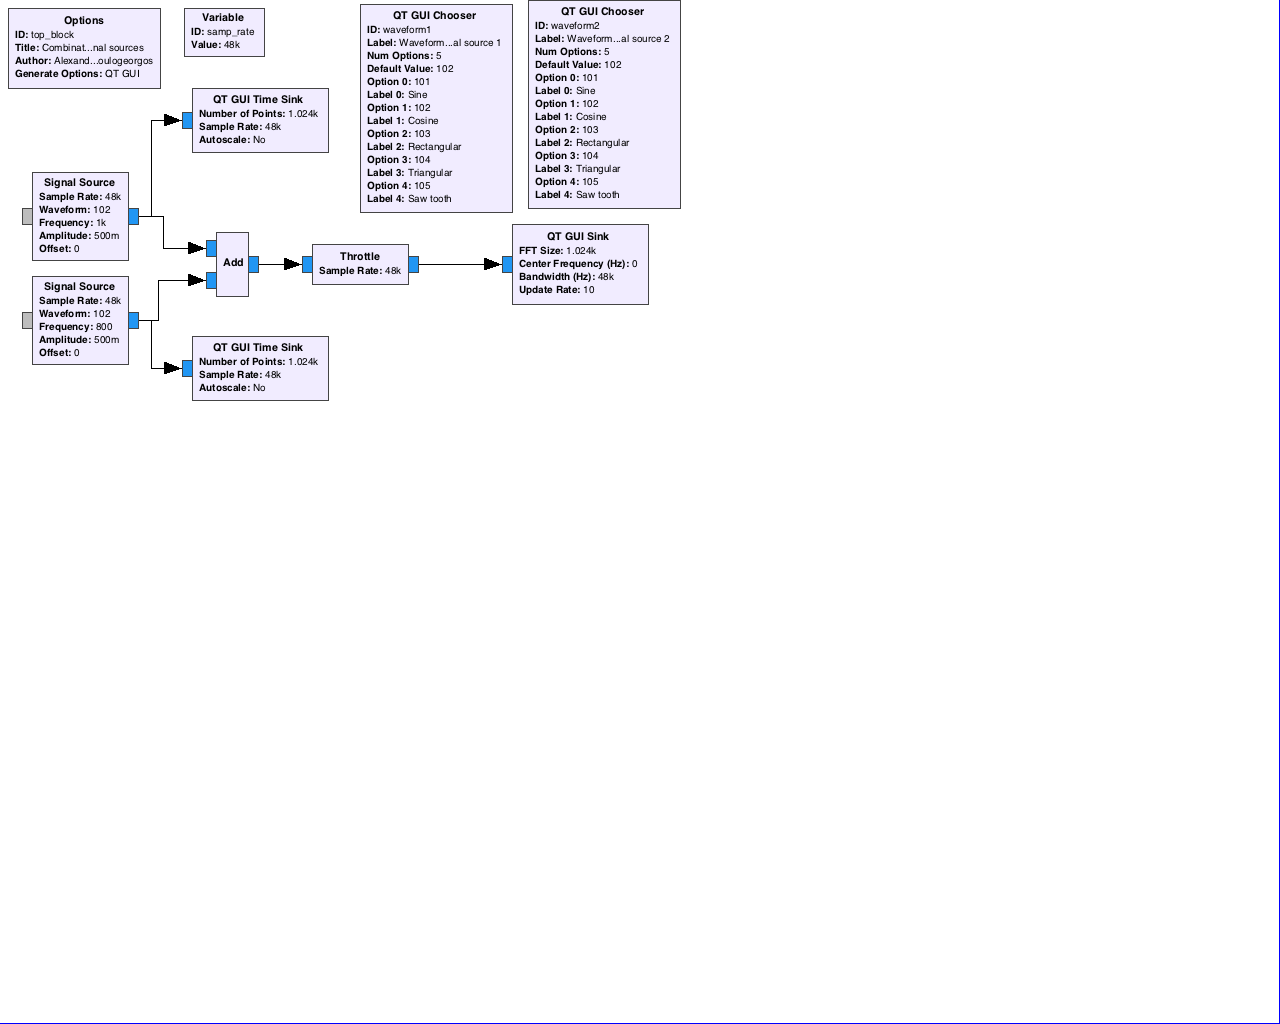 Options
ID: top_block
Title: Combinat...nal sources
Author: Alexand...oulogeorgos
Generate Options: QT GUI
Variable
ID: samp_rate
Value: 48k
QT GUI Chooser
ID: waveform1
Label: Waveform...al source 1
Num Options: 5
Default Value: 102
Option 0: 101
Label 0: Sine
Option 1: 102
Label 1: Cosine
Option 2: 103
Label 2: Rectangular
Option 3: 104
Label 3: Triangular
Option 4: 105
Label 4: Saw tooth
QT GUI Chooser
ID: waveform2
Label: Waveform...al source 2
Num Options: 5
Default Value: 102
Option 0: 101
Label 0: Sine
Option 1: 102
Label 1: Cosine
Option 2: 103
Label 2: Rectangular
Option 3: 104
Label 3: Triangular
Option 4: 105
Label 4: Saw tooth
QT GUI Time Sink
Number of Points: 1.024k
Sample Rate: 48k
Autoscale: No
Signal Source
Sample Rate: 48k
Waveform: 102
Frequency: 1k
Amplitude: 500m
Offset: 0
Add
Throttle
Sample Rate: 48k
QT GUI Sink
FFT Size: 1.024k
Center Frequency (Hz): 0
Bandwidth (Hz): 48k
Update Rate: 10
Signal Source
Sample Rate: 48k
Waveform: 102
Frequency: 800
Amplitude: 500m
Offset: 0
QT GUI Time Sink
Number of Points: 1.024k
Sample Rate: 48k
Autoscale: No